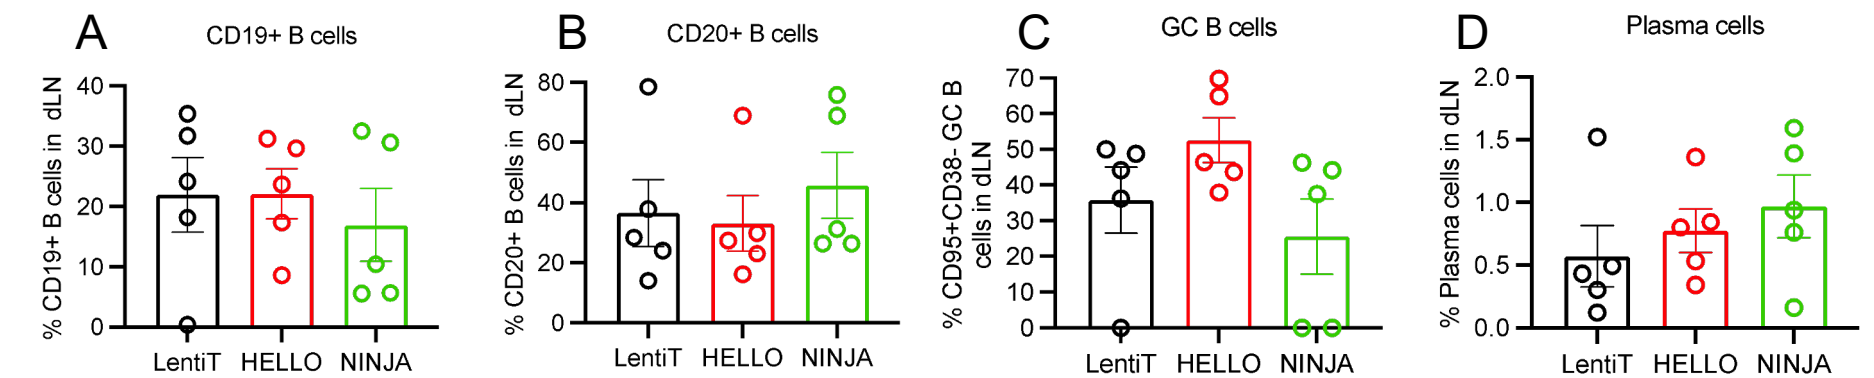 A
CD19+ B cells
% CD19+ B cells in dLN
40
30
20
10
0
LentiT HELLO NINJA
B
CD20+ B cells
% CD20+ B cells in dLN
80
60
40
20
0
LentiT HELLO NINJA
C
GC B cells
% CD95+CD38- GC B
cells in dLN
70
60
50
40
30
20
10
0
LentiT HELLO NINJA
D
Plasma cells
% Plasma cells in dLN
2.0
1.5
1.0
0.5
0.0
LentiT HELLO NINJA